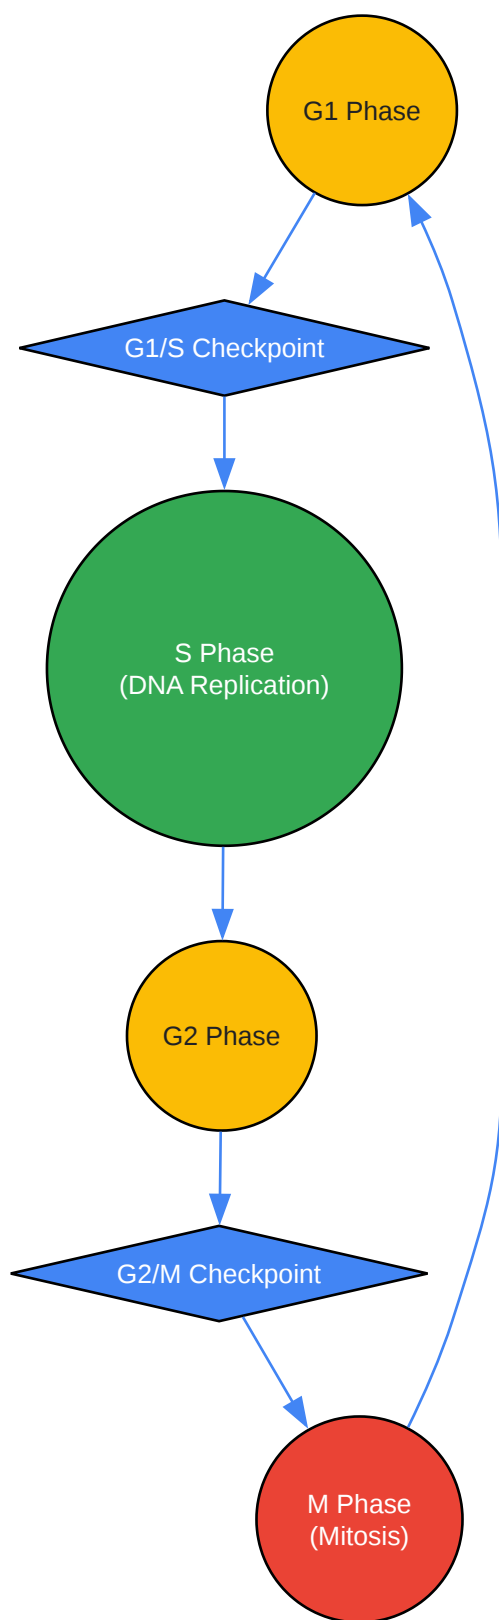 G1 Phase
G1/S Checkpoint
S Phase
(DNA Replication)
G2 Phase
G2/M Checkpoint
M Phase
(Mitosis)